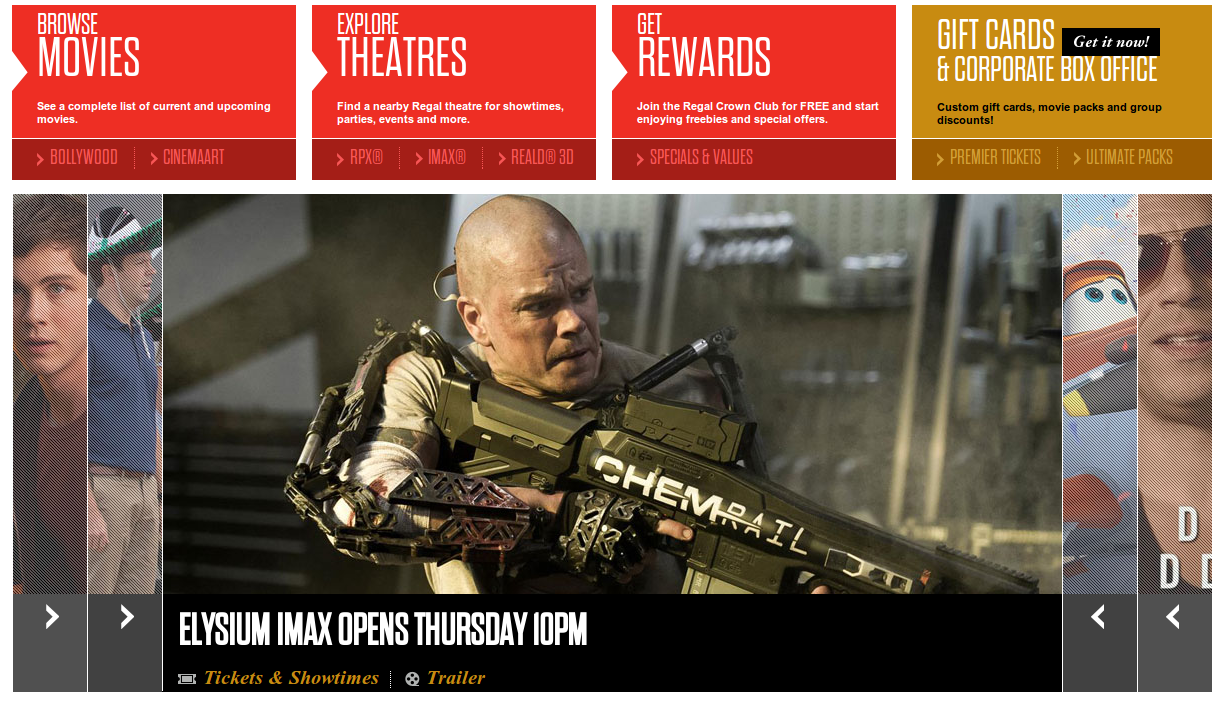 BROWSE
MOVIES
See a complete list of current and upcoming
movies.
BOLLYWOOD
CINEMAART
EXPLORE
THEATRES
Find a nearby Regal theatre for showtimes,
parties, events and more.
RPX®
IMAX®
REALD® 3D
GET
REWARDS
Join the Regal Crown Club for FREE and start
enjoying freebies and special offers.
SPECIALS & VALUES
GIFT CARDS
Get it now!
& CORPORATE BOX OFFICE
Custom gift cards, movie packs and group
discounts!
PREMIER TICKETS
ULTIMATE PACKS
CHEMRAIL
D
D D
ELYSIUM IMAX OPENS THURSDAY 10PM
Tickets & Showtimes
Trailer